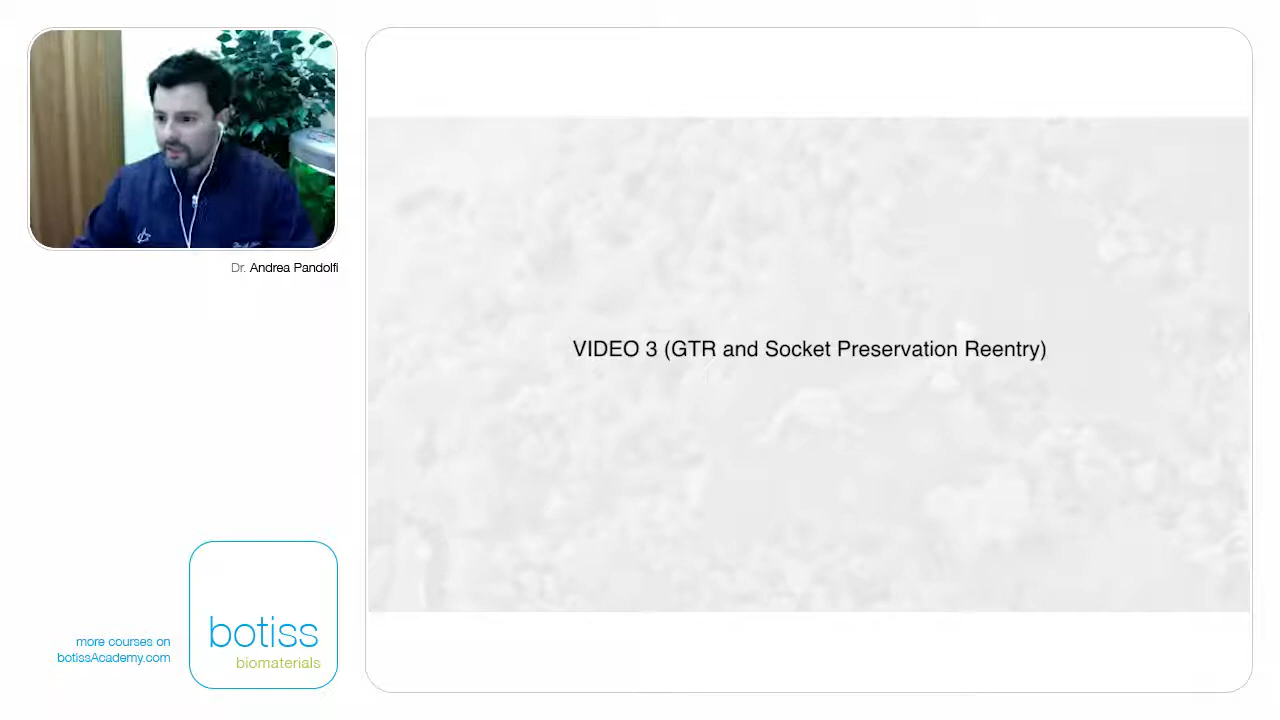 Dr. Andrea Pandolfi
VIDEO 3 (GTR and Socket Preservation Reentry)
more courses on
botissAcademy.com
botiss
biomaterials